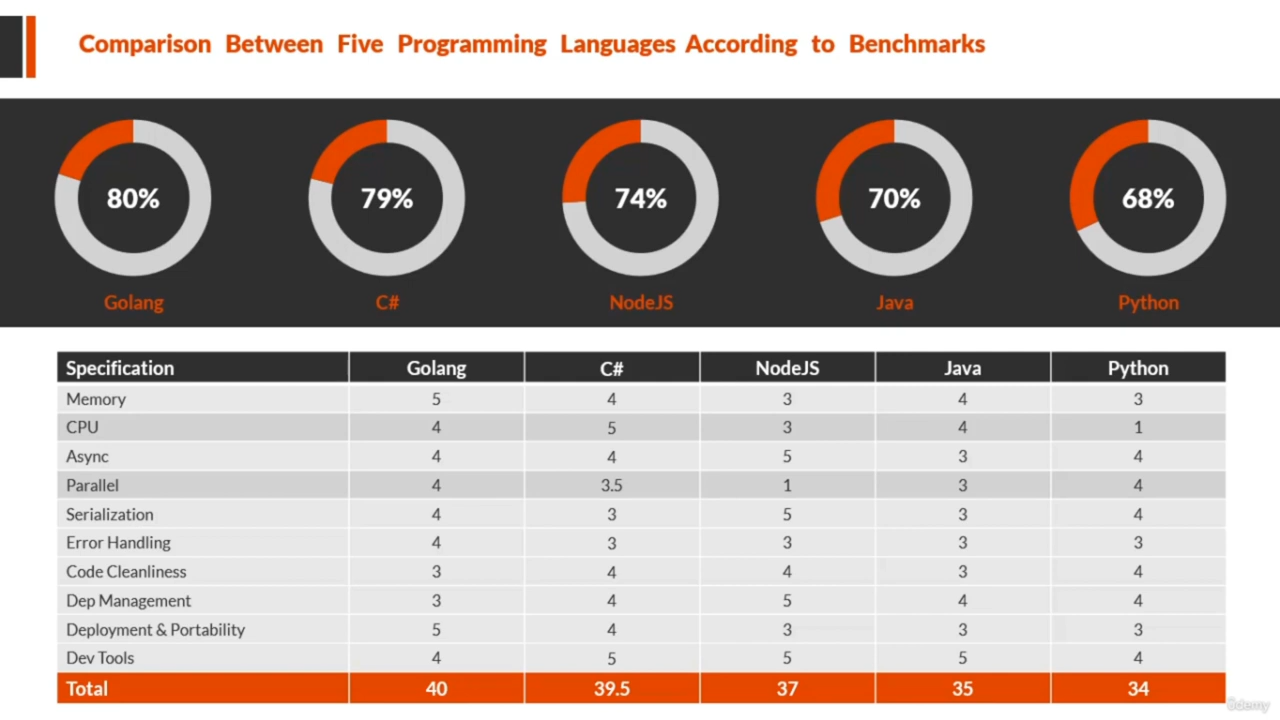 Comparison Between Five Programming Languages According to Benchmarks
80% 79% 74% 70% 68%
Golang C# NodeJS Java Python
Specification Golang C# NodeJS Java Python
Memory 5 4 3 4 3
CPU 4 5 3 4 1
Async 4 4 5 3 4
Parallel 4 3.5 1 3 4
Serialization 4 3 5 3 4
Error Handling 4 3 3 3 3
Code Cleanliness 3 4 4 3 4
Dep Management 3 4 5 4 4
Deployment & Portability 5 4 3 3 3
Dev Tools 4 5 5 5 4
Total 40 39.5 37 35 34
ûdemy